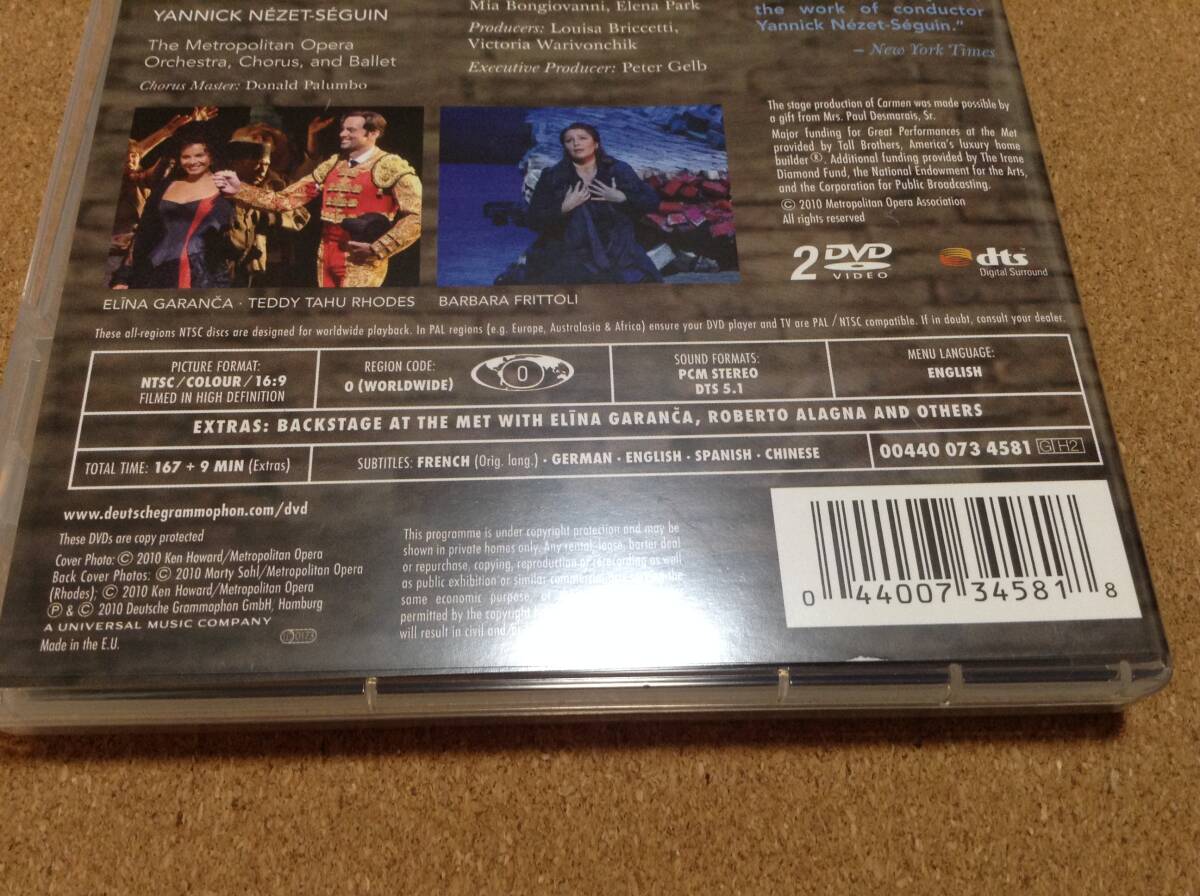 YANNICK NÉZET-SÉGUIN
The Metropolitan Opera
Orchestra, Chorus, and Ballet
Chorus Master: Donald Palumbo
Mia Bongiovanni, Elena Park
Producers: Louisa Briccetti,
Victoria Warivonchik
Executive Producer: Peter Gelb
the work of conductor
Yannick Nézet-Séguin."
– New York Times
The stage production of Carmen was made possible by
a gift from Mrs. Paul Desmarais, Sr.
Major funding for Great Performances at the Met
provided by Toll Brothers, America's luxury home
builder®. Additional funding provided by The Irene
Diamond Fund, the National Endowment for the Arts,
and the Corporation for Public Broadcasting.
© 2010 Metropolitan Opera Association
All rights reserved
2 DVD
VIDEO
dts
Digital Surround
ELĪNA GARANČA · TEDDY TAHU RHODES
BARBARA FRITTOLI
These all-regions NTSC discs are designed for worldwide playback. In PAL regions (e.g. Europe, Australasia & Africa) ensure your DVD player and TV are PAL/NTSC compatible. If in doubt, consult your dealer.
PICTURE FORMAT:
NTSC/COLOUR/16:9
FILMED IN HIGH DEFINITION
REGION CODE:
0 (WORLDWIDE)
0
SOUND FORMATS:
PCM STEREO
DTS 5.1
MENU LANGUAGE:
ENGLISH
EXTRAS: BACKSTAGE AT THE MET WITH ELĪNA GARANČA, ROBERTO ALAGNA AND OTHERS
TOTAL TIME: 167 + 9 MIN (Extras)
SUBTITLES: FRENCH (Orig. lang.) · GERMAN · ENGLISH · SPANISH · CHINESE
00440 073 4581 G H2
www.deutschegrammophon.com/dvd
These DVDs are copy protected
Cover Photo: © 2010 Ken Howard/Metropolitan Opera
Back Cover Photos: © 2010 Marty Sohl/Metropolitan Opera
(Rhodes); © 2010 Ken Howard/Metropolitan Opera
℗ & © 2010 Deutsche Grammophon GmbH, Hamburg
A UNIVERSAL MUSIC COMPANY
Made in the E.U.
This programme is under copyright protection and may be
shown in private homes only. Any rental, lease, barter deal
or repurchase, copying, reproduction or rerecording as well
as public exhibition or similar
same economic purpose,
permitted by the copyright
will result in civil
0 44007 34581 8